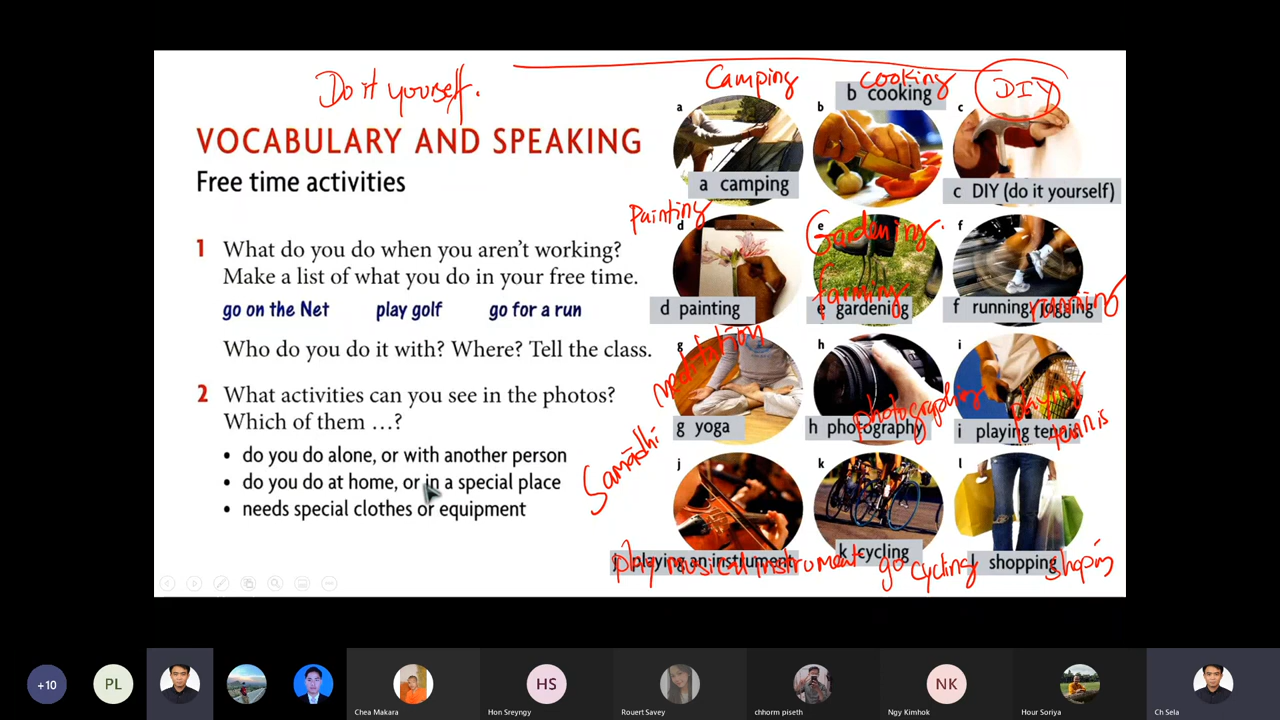 Do it yourself.
Camping
cooking
DIY
VOCABULARY AND SPEAKING
Free time activities
1 What do you do when you aren't working?
Make a list of what you do in your free time.
go on the Net play golf go for a run
Who do you do it with? Where? Tell the class.
2 What activities can you see in the photos?
Which of them …?
• do you do alone, or with another person
• do you do at home, or in a special place
• needs special clothes or equipment
a
a camping
b
b cooking
c
c DIY (do it yourself)
Painting
d
d painting
Gardening.
farming
e
e gardening
f
f running, jogging
running
meditation
g
g yoga
h
h photography
photographing
i
i playing tennis
playing
tennis
Samādhi
j
playing an instrument
play musical instrument
k
k cycling
go cycling
l
l shopping
shoping
+10
PL
Chea Makara
HS
Hon Sreyngy
Rouert Savey
chhorm piseth
NK
Ngy Kimhok
Hour Soriya
Ch Sela